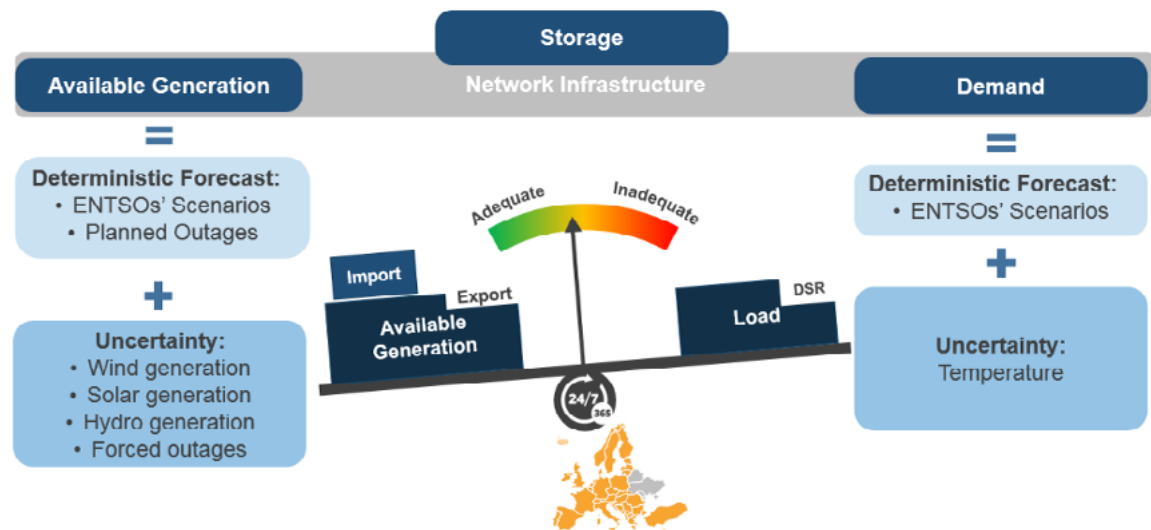 Storage
Network Infrastructure
Available Generation
=
Deterministic Forecast:
• ENTSOs' Scenarios
• Planned Outages
+
Uncertainty:
• Wind generation
• Solar generation
• Hydro generation
• Forced outages
Adequate
Inadequate
Import
Export
Available
Generation
Load
DSR
24/7
365
Demand
=
Deterministic Forecast:
• ENTSOs' Scenarios
+
Uncertainty:
Temperature